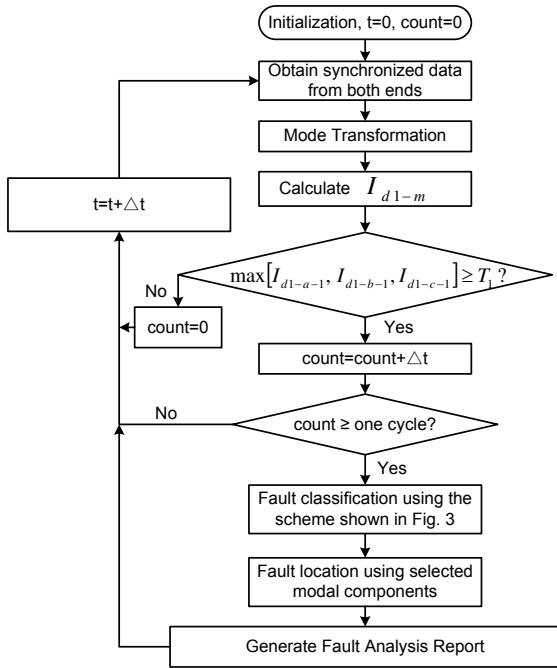 Initialization, t=0, count=0
Obtain synchronized data
from both ends
Mode Transformation
Calculate I_{d1-m}
t=t+△t
max[I_{d1-a-1}, I_{d1-b-1}, I_{d1-c-1}] ≥ T_1 ?
No
count=0
Yes
count=count+△t
No
count ≥ one cycle?
Yes
Fault classification using the
scheme shown in Fig. 3
Fault location using selected
modal components
Generate Fault Analysis Report